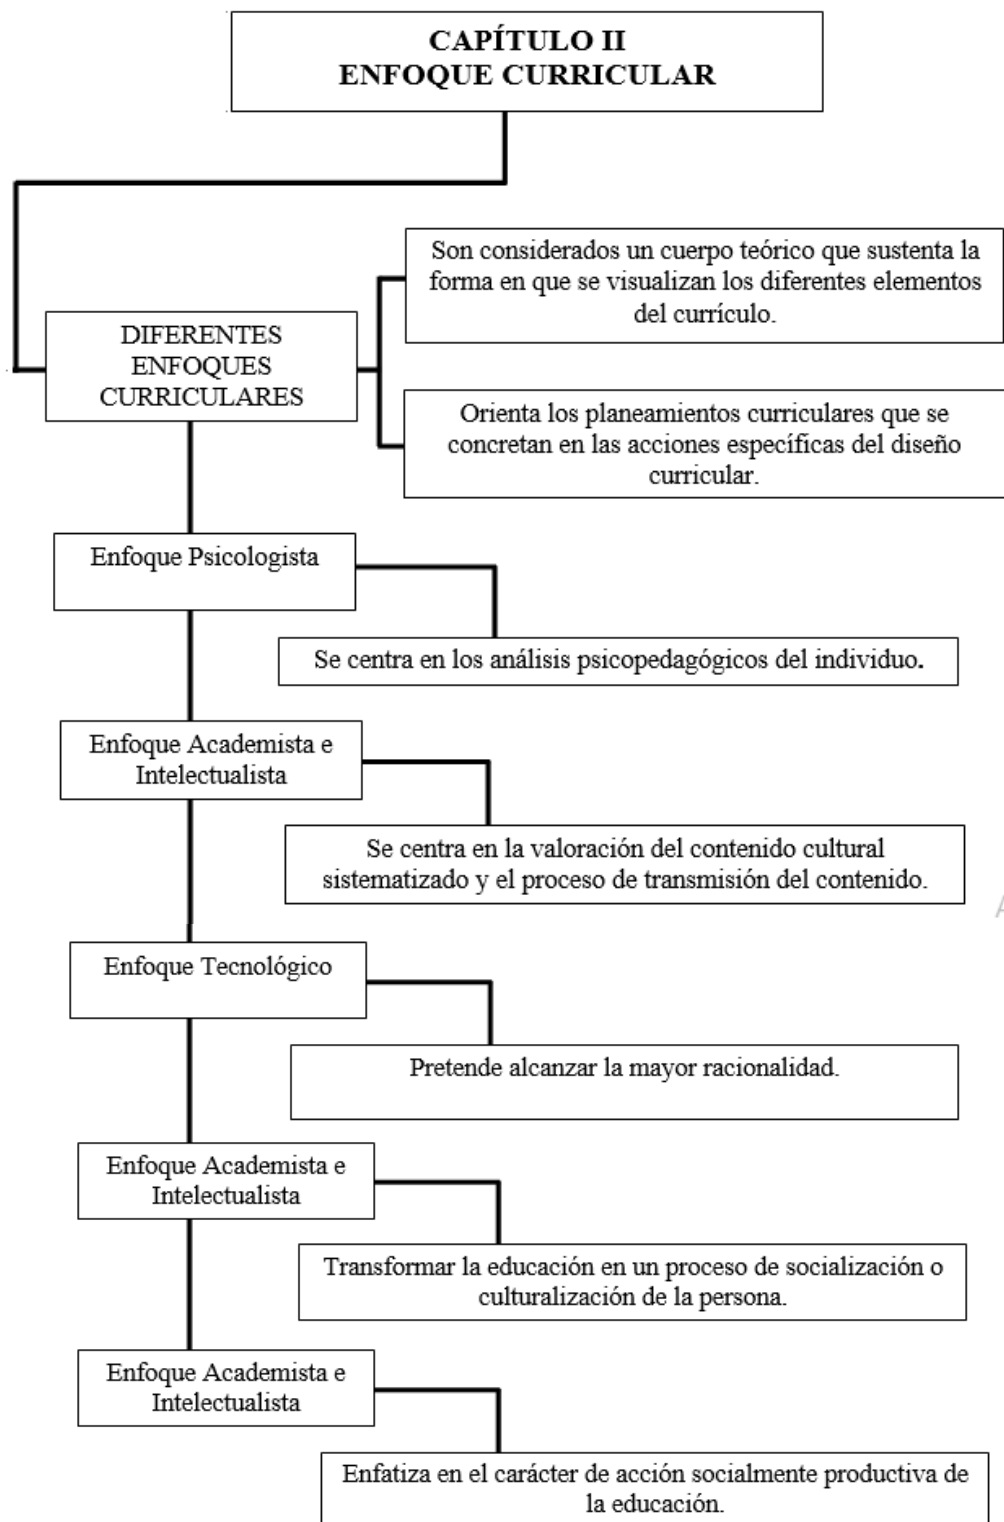 CAPÍTULO II
ENFOQUE CURRICULAR
Son considerados un cuerpo teórico que sustenta la
forma en que se visualizan los diferentes elementos
del currículo.
DIFERENTES
ENFOQUES
CURRICULARES
Orienta los planeamientos curriculares que se
concretan en las acciones específicas del diseño
curricular.
Enfoque Psicologista
Se centra en los análisis psicopedagógicos del individuo.
Enfoque Academista e
Intelectualista
Se centra en la valoración del contenido cultural
sistematizado y el proceso de transmisión del contenido.
Enfoque Tecnológico
Pretende alcanzar la mayor racionalidad.
Enfoque Academista e
Intelectualista
Transformar la educación en un proceso de socialización o
culturalización de la persona.
Enfoque Academista e
Intelectualista
Enfatiza en el carácter de acción socialmente productiva de
la educación.